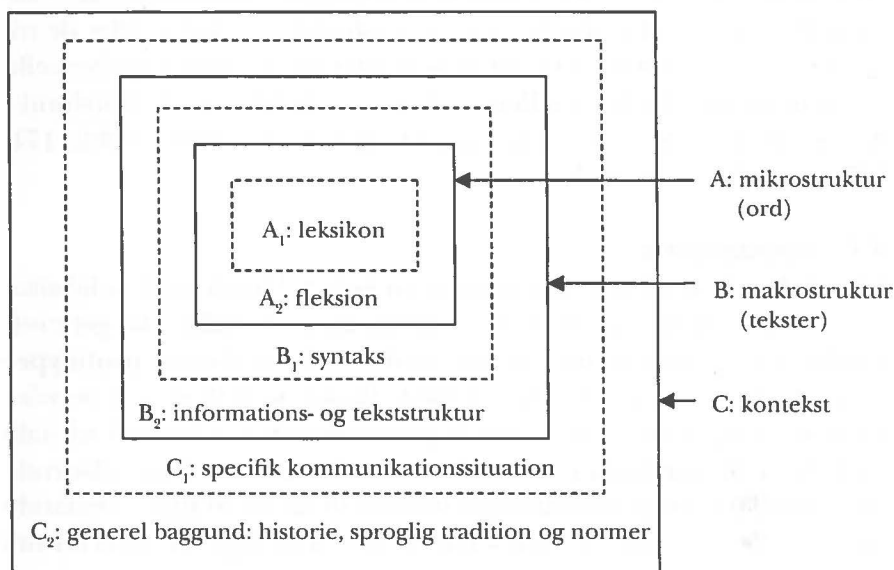 A₁: leksikon
A₂: fleksion
B₁: syntaks
B₂: informations- og tekststruktur
C₁: specifik kommunikationssituation
C₂: generel baggund: historie, sproglig tradition og normer
A: mikrostruktur
(ord)
B: makrostruktur
(tekster)
C: kontekst